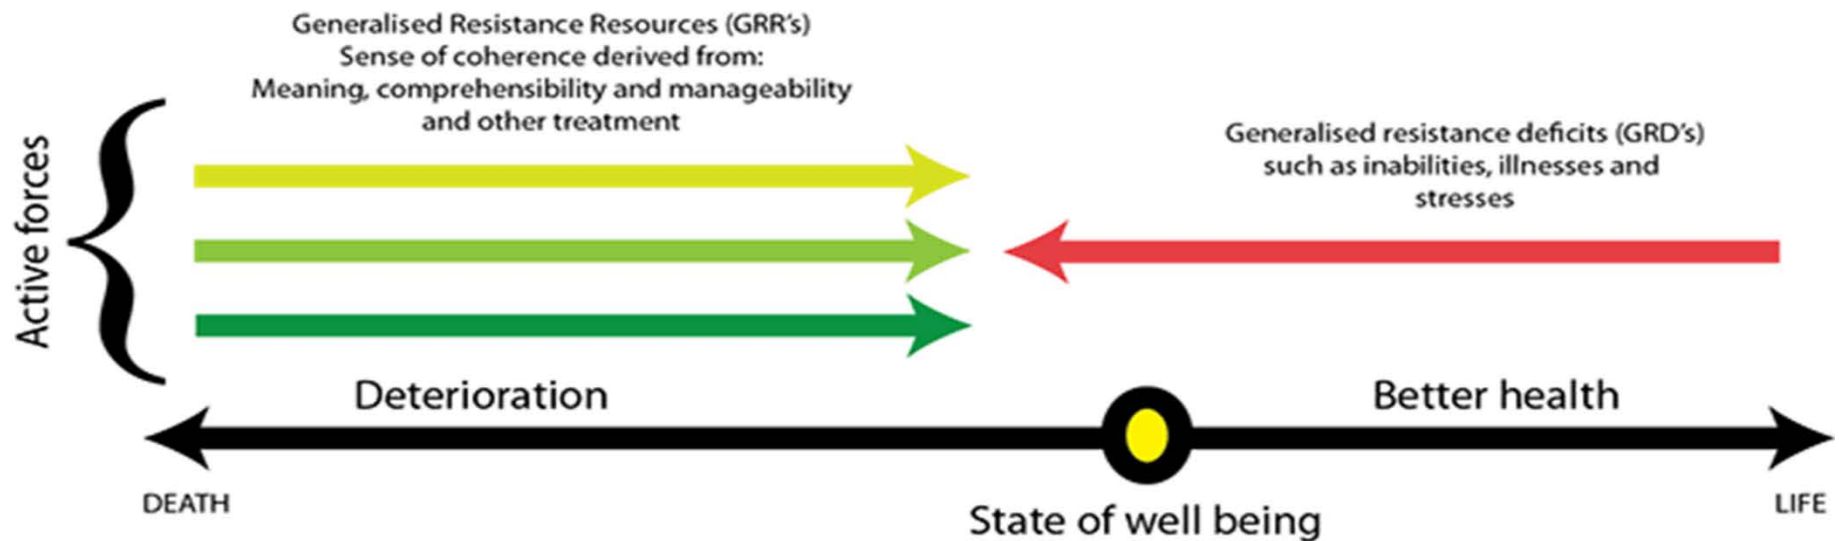 Generalised Resistance Resources (GRR's)
Sense of coherence derived from:
Meaning, comprehensibility and manageability
and other treatment
Generalised resistance deficits (GRD's)
such as inabilities, illnesses and
stresses
Active forces
Deterioration
Better health
DEATH
LIFE
State of well being